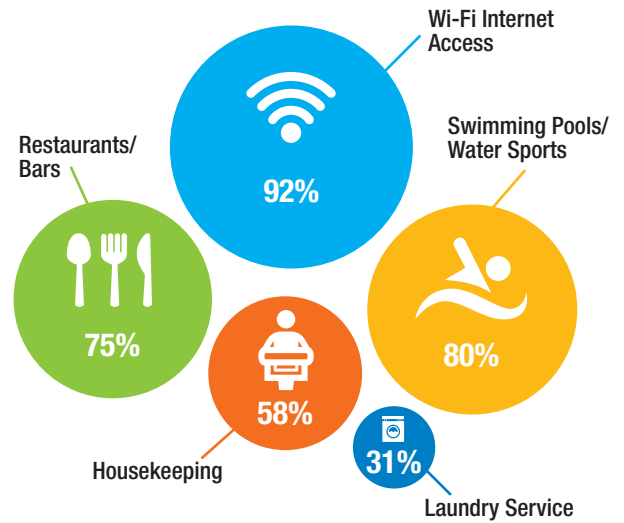 Wi-Fi Internet
Access
92%
Swimming Pools/
Water Sports
80%
Restaurants/
Bars
75%
58%
Housekeeping
31%
Laundry Service